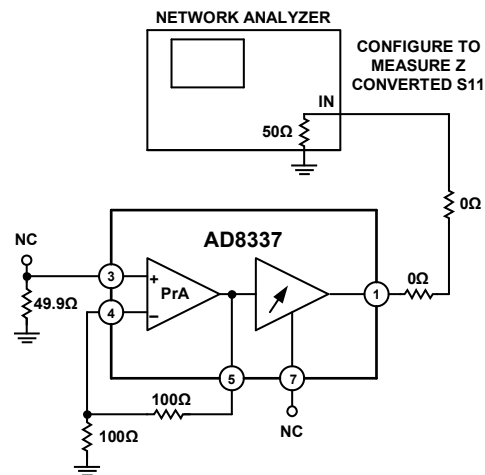 NETWORK ANALYZER
CONFIGURE TO
MEASURE Z
CONVERTED S11
IN
50Ω
0Ω
0Ω
NC
AD8337
3
+
PrA
4
–
1
49.9Ω
5
7
100Ω
100Ω
NC